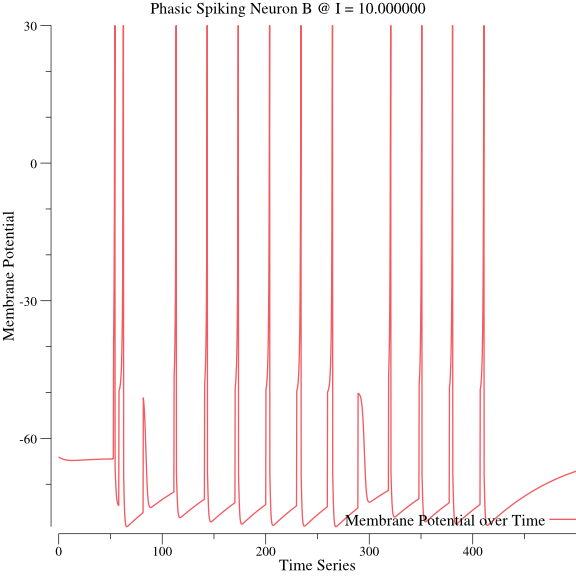 Phasic Spiking Neuron B @ I = 10.000000
30
0
-30
-60
Membrane Potential
Membrane Potential over Time
0
100
200
300
400
Time Series